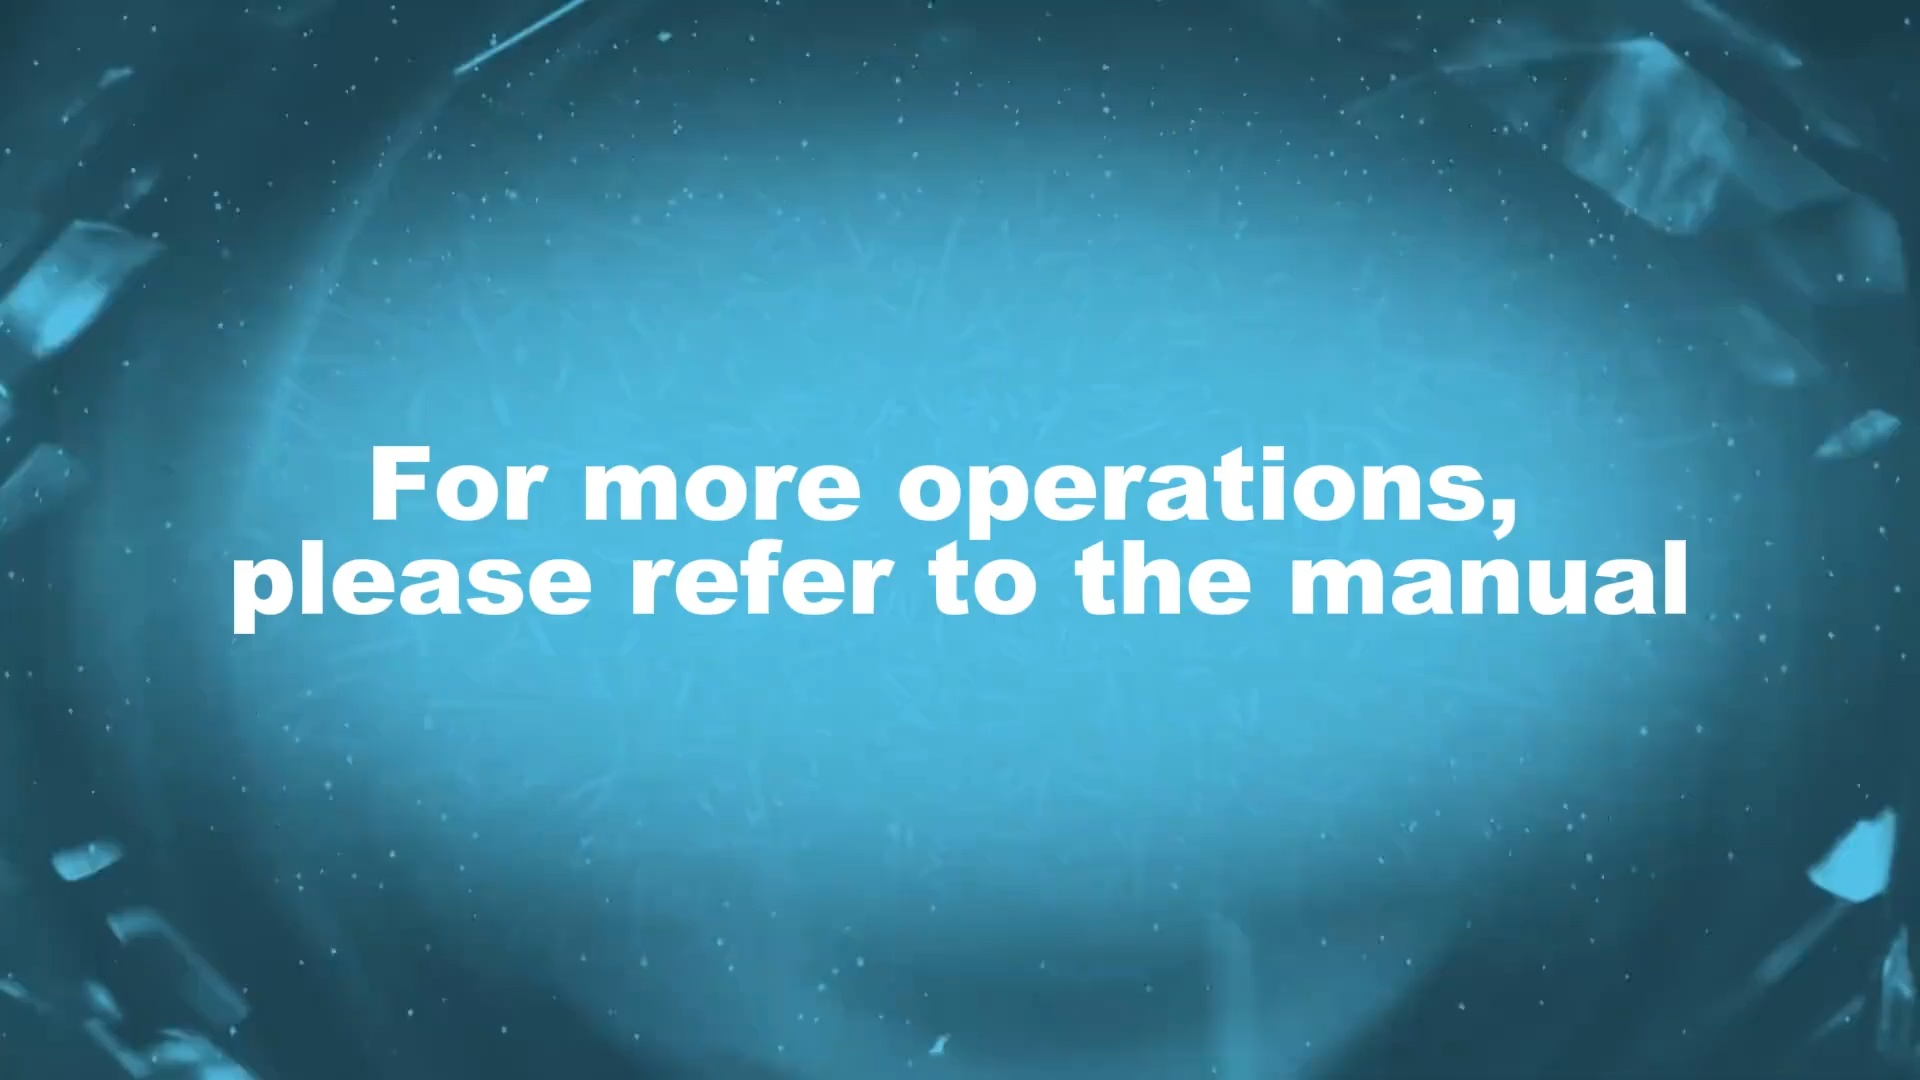 For more operations,
please refer to the manual